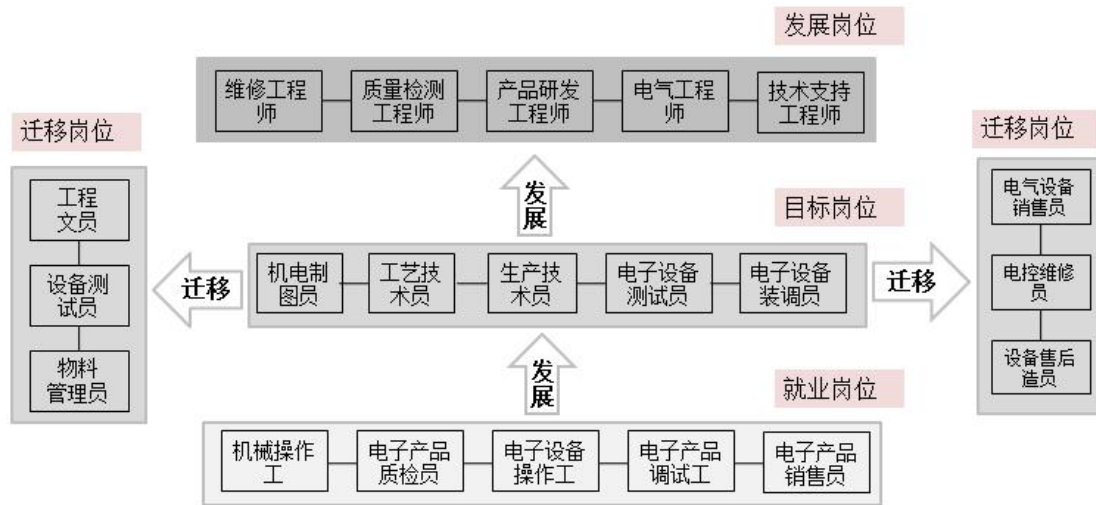 发展岗位
维修工程
师
质量检测
工程师
产品研发
工程师
电气工程
师
技术支持
工程师
迁移岗位
工程
文员
设备测
试员
物料
管理员
发展
目标岗位
迁移
机电制
图员
工艺技
术员
生产技
术员
电子设备
测试员
电子设备
装调员
迁移
迁移岗位
电气设备
销售员
电控维修
员
设备售后
造员
发展
就业岗位
机械操作
工
电子产品
质检员
电子设备
操作工
电子产品
调试工
电子产品
销售员